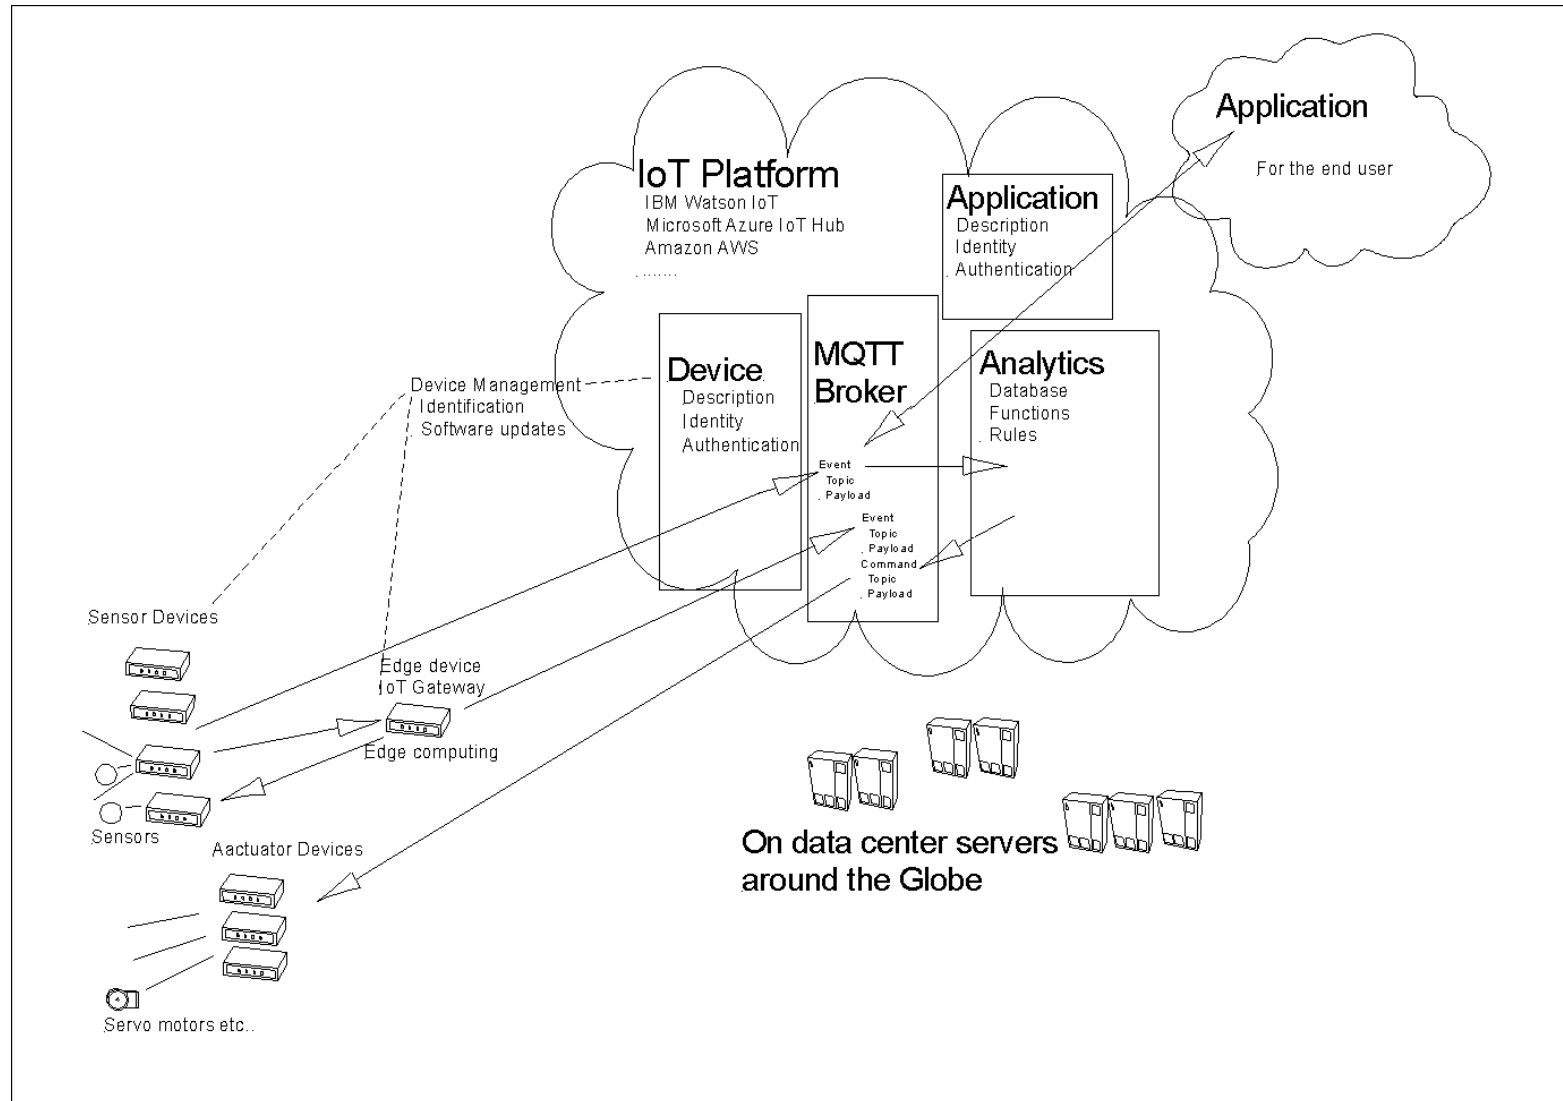 Application
For the end user
IoT Platform
IBM Watson IoT
Microsoft Azure IoT Hub
Amazon AWS
. .......
Application
Description
Identity
. Authentication
MQTT
Broker
Device
Description
Identity
Authentication
Analytics
Database
Functions
. Rules
Device Management
Identification
. Software updates
Event
Topic
. Payload
Event
Topic
. Payload
Command
Topic
. Payload
Sensor Devices
Edge device
IoT Gateway
Edge computing
Sensors
Aactuator Devices
Servo motors etc..
On data center servers
around the Globe